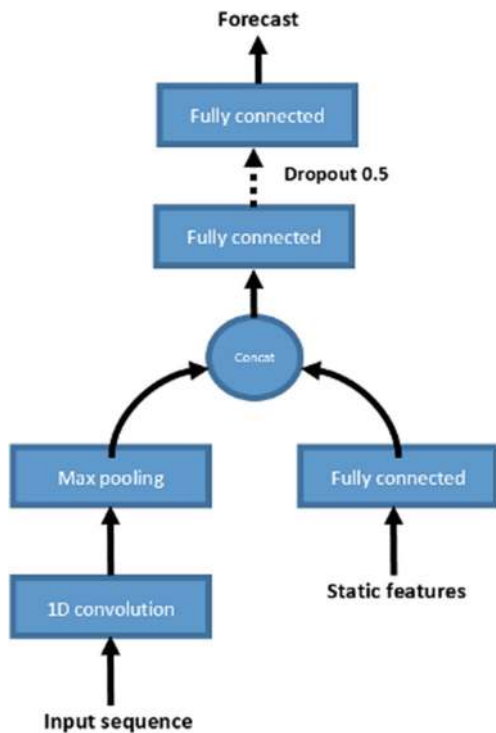 Forecast
Fully connected
Dropout 0.5
Fully connected
Concat
Max pooling
Fully connected
1D convolution
Static features
Input sequence